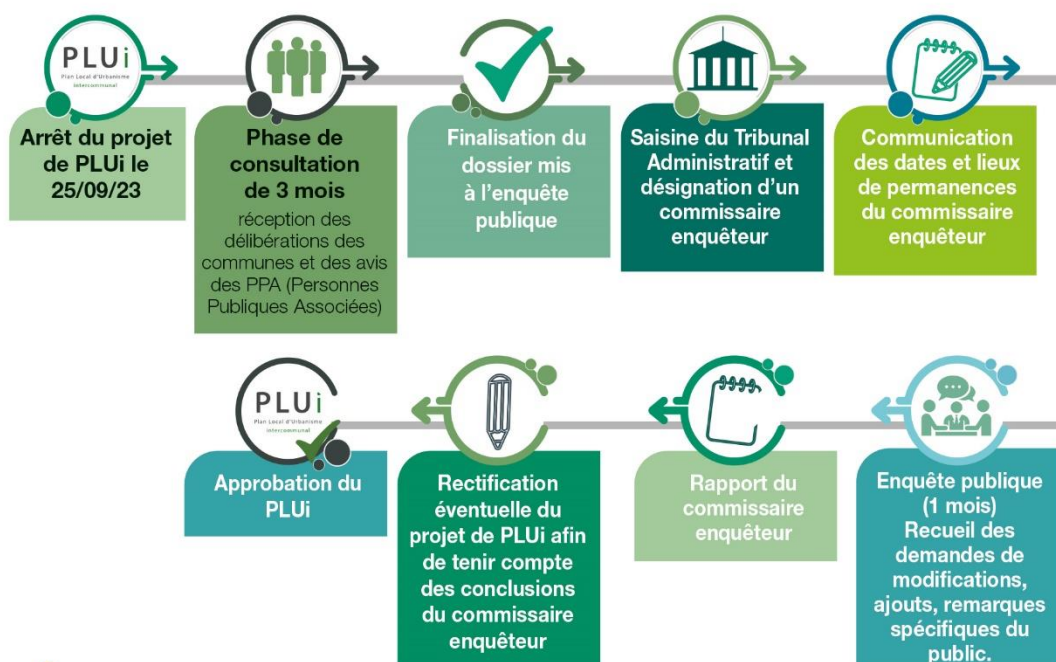 PLUi
Plan Local d'Urbanisme
intercommunal
Arrêt du projet
de PLUi le
25/09/23
Phase de
consultation
de 3 mois
réception des
délibérations des
communes et des avis
des PPA (Personnes
Publiques Associées)
Finalisation du
dossier mis
à l'enquête
publique
Saisine du Tribunal
Administratif et
désignation d'un
commissaire
enquêteur
Communication
des dates et lieux
de permanences
du commissaire
enquêteur
PLUi
Plan Local d'Urbanisme
intercommunal
Approbation du
PLUi
Rectification
éventuelle du
projet de PLUi afin
de tenir compte
des conclusions
du commissaire
enquêteur
Rapport du
commissaire
enquêteur
Enquête publique
(1 mois)
Recueil des
demandes de
modifications,
ajouts, remarques
spécifiques du
public.